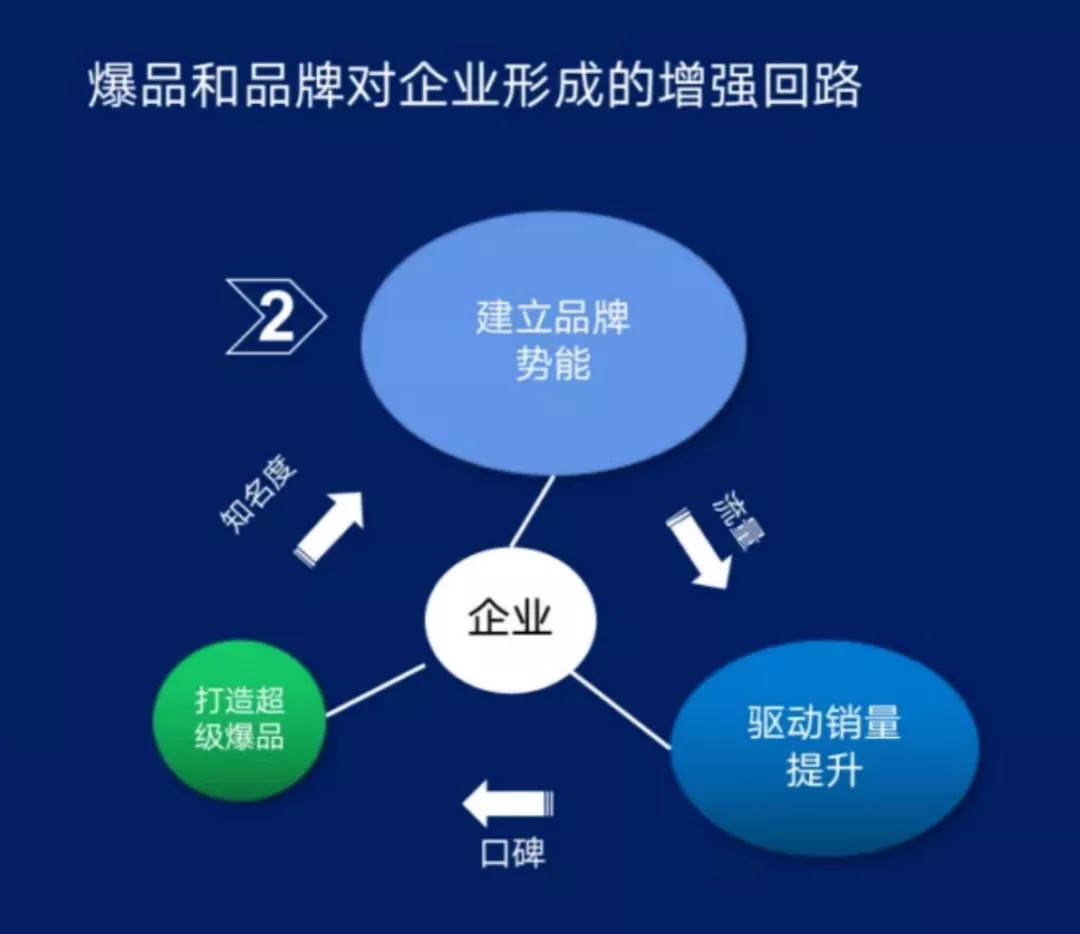 爆品和品牌对企业形成的增强回路
2
建立品牌
势能
知名度
流量
企业
打造超
级爆品
驱动销量
提升
口碑